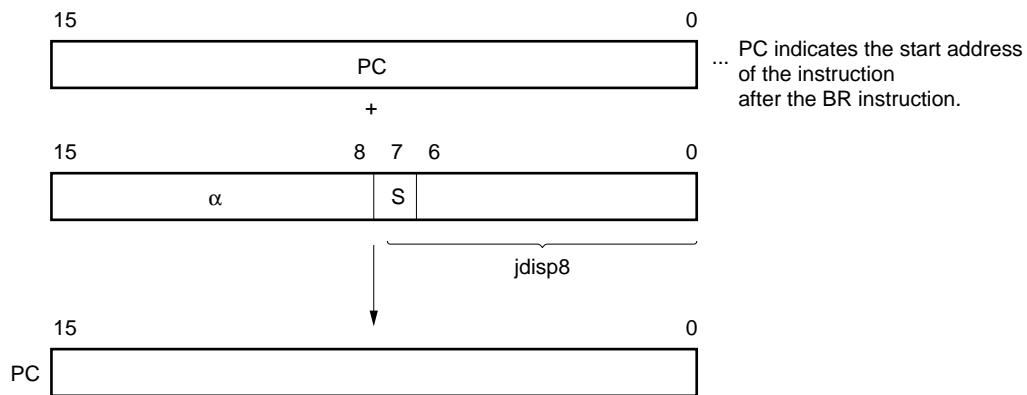 15 0
PC
... PC indicates the start address
of the instruction
after the BR instruction.
+
15 8 7 6 0
α S
jdisp8
15 0
PC